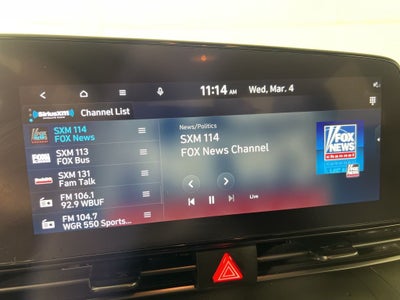 11:14 AM Wed, Mar. 4
SiriusXM
Channel List
SXM 114
FOX News
SXM 113
FOX Bus
SXM 131
Fam Talk
FM 106.1
92.9 WBUF
FM 104.7
WGR 550 Sports...
News/Politics
SXM 114
FOX News Channel
Live
FOX
NEWS
channel